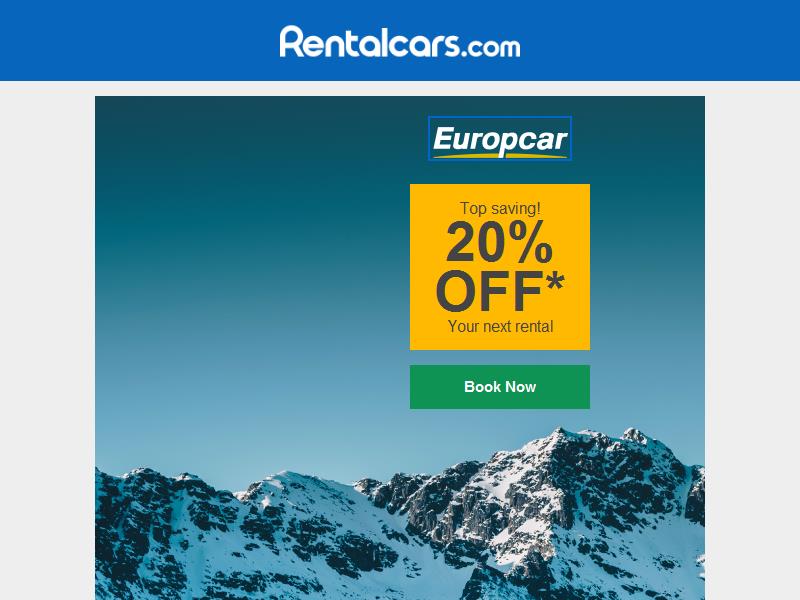 Rentalcars.com
Europcar
Top saving!
20%
OFF*
Your next rental
Book Now